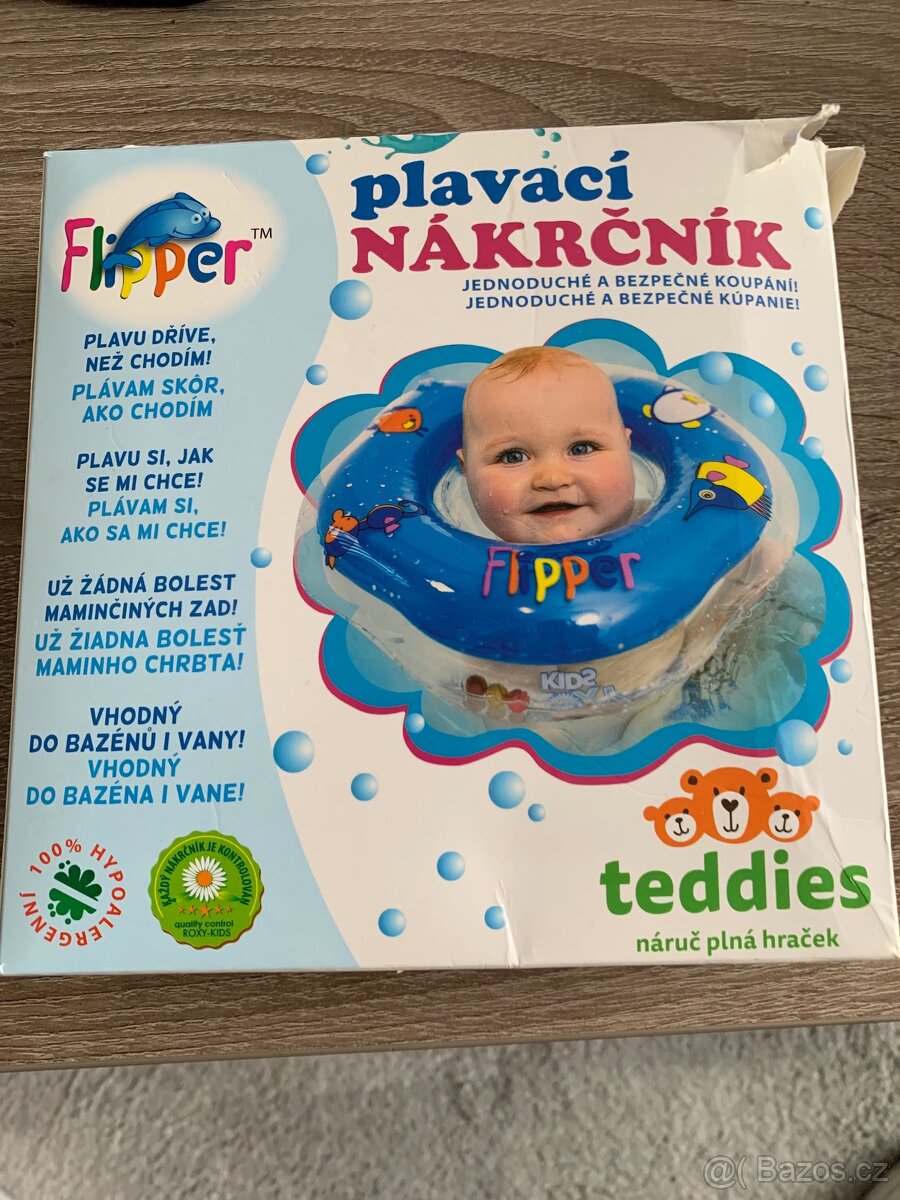 Flipper™
plavací
NÁKRČNÍK
JEDNODUCHÉ A BEZPEČNÉ KOUPÁNÍ!
JEDNODUCHÉ A BEZPEČNÉ KÚPANIE!
PLAVU DŘÍVE,
NEŽ CHODÍM!
PLÁVAM SKÔR,
AKO CHODÍM
PLAVU SI, JAK
SE MI CHCE!
PLÁVAM SI,
AKO SA MI CHCE!
UŽ ŽÁDNÁ BOLEST
MAMINČINÝCH ZAD!
UŽ ŽIADNA BOLESŤ
MAMINHO CHRBTA!
VHODNÝ
DO BAZÉNŮ I VANY!
VHODNÝ
DO BAZÉNA I VANE!
Flipper
KIDS
100% HYPOALERGENNÍ
KAŽDÝ NÁKRČNÍK JE KONTROLOVÁN
quality control
ROXY-KIDS
teddies
náruč plná hraček
@( Bazos.cz